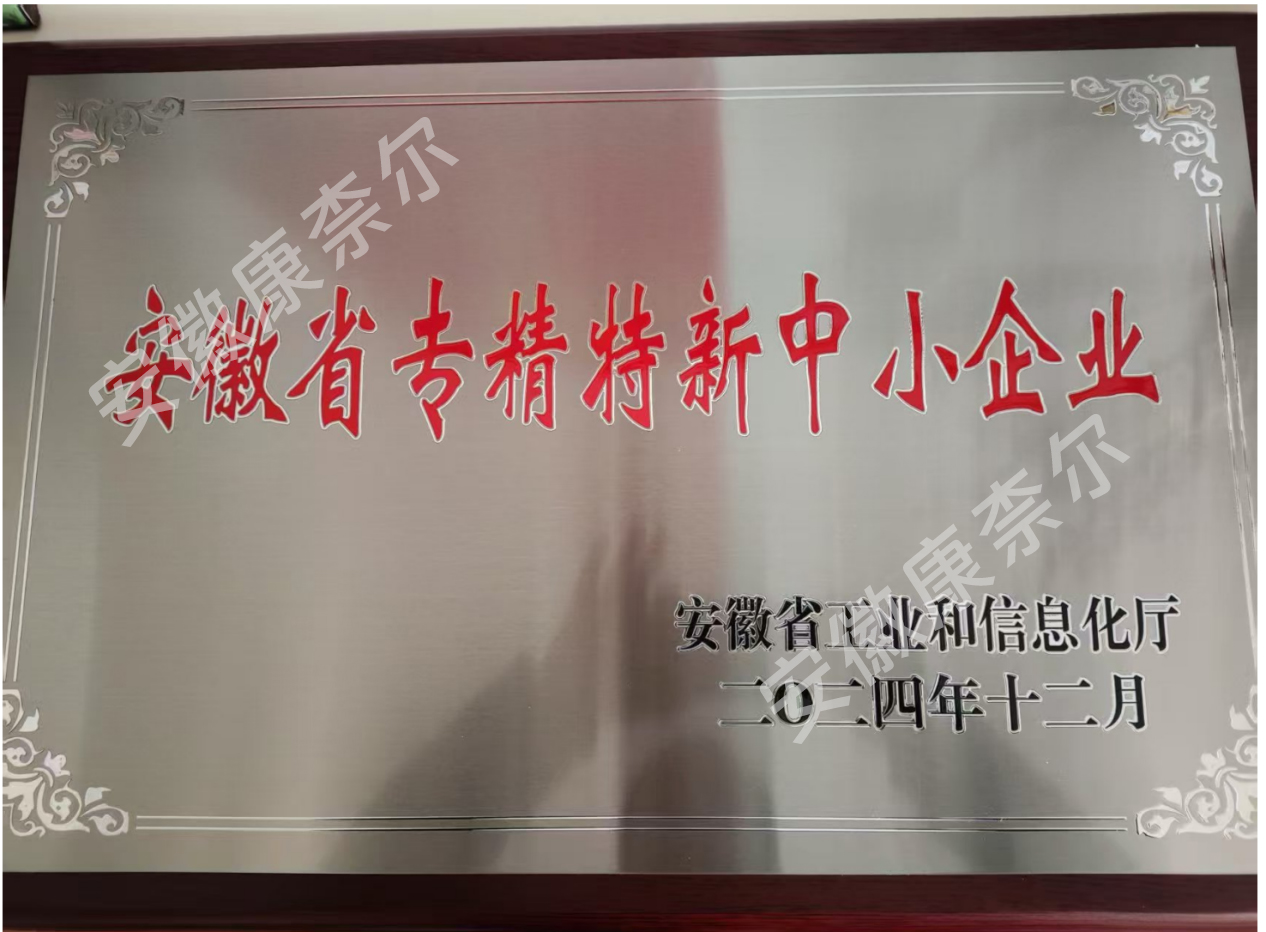 安徽省专精特新中小企业
安徽省工业和信息化厅
二〇二四年十二月
安徽康奈尔
安徽康奈尔